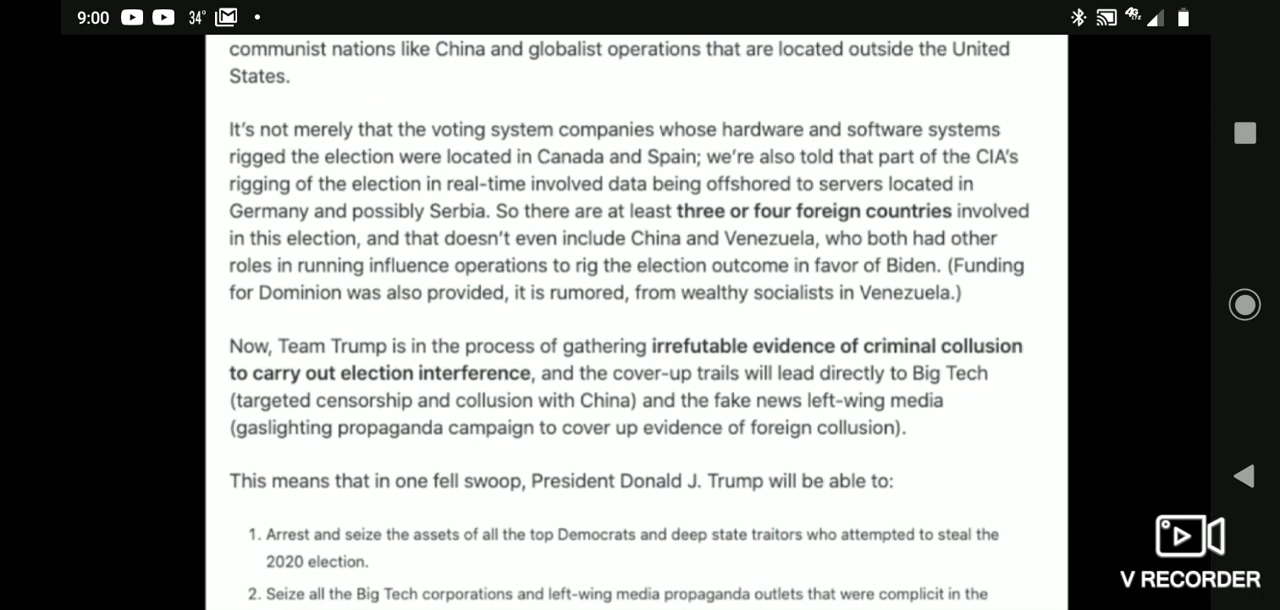 9:00 34°
4G LTE
communist nations like China and globalist operations that are located outside the United
States.
It's not merely that the voting system companies whose hardware and software systems
rigged the election were located in Canada and Spain; we're also told that part of the CIA's
rigging of the election in real-time involved data being offshored to servers located in
Germany and possibly Serbia. So there are at least three or four foreign countries involved
in this election, and that doesn't even include China and Venezuela, who both had other
roles in running influence operations to rig the election outcome in favor of Biden. (Funding
for Dominion was also provided, it is rumored, from wealthy socialists in Venezuela.)
Now, Team Trump is in the process of gathering irrefutable evidence of criminal collusion
to carry out election interference, and the cover-up trails will lead directly to Big Tech
(targeted censorship and collusion with China) and the fake news left-wing media
(gaslighting propaganda campaign to cover up evidence of foreign collusion).
This means that in one fell swoop, President Donald J. Trump will be able to:
1. Arrest and seize the assets of all the top Democrats and deep state traitors who attempted to steal the
2020 election.
2. Seize all the Big Tech corporations and left-wing media propaganda outlets that were complicit in the
V RECORDER